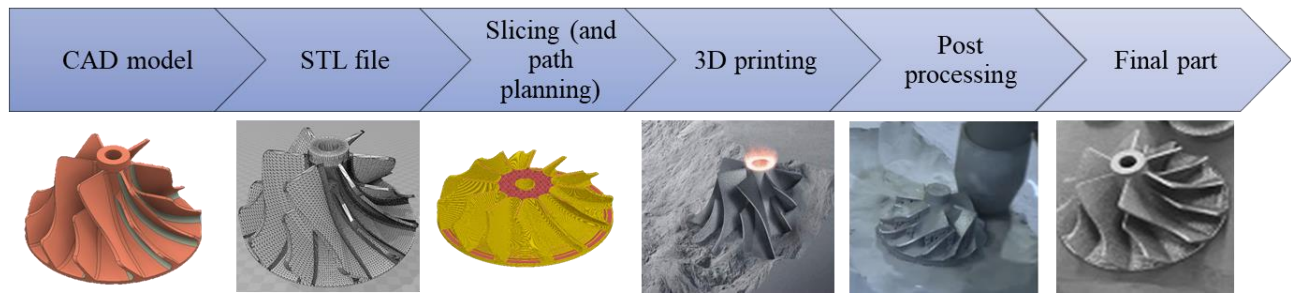 CAD model
STL file
Slicing (and
path
planning)
3D printing
Post
processing
Final part